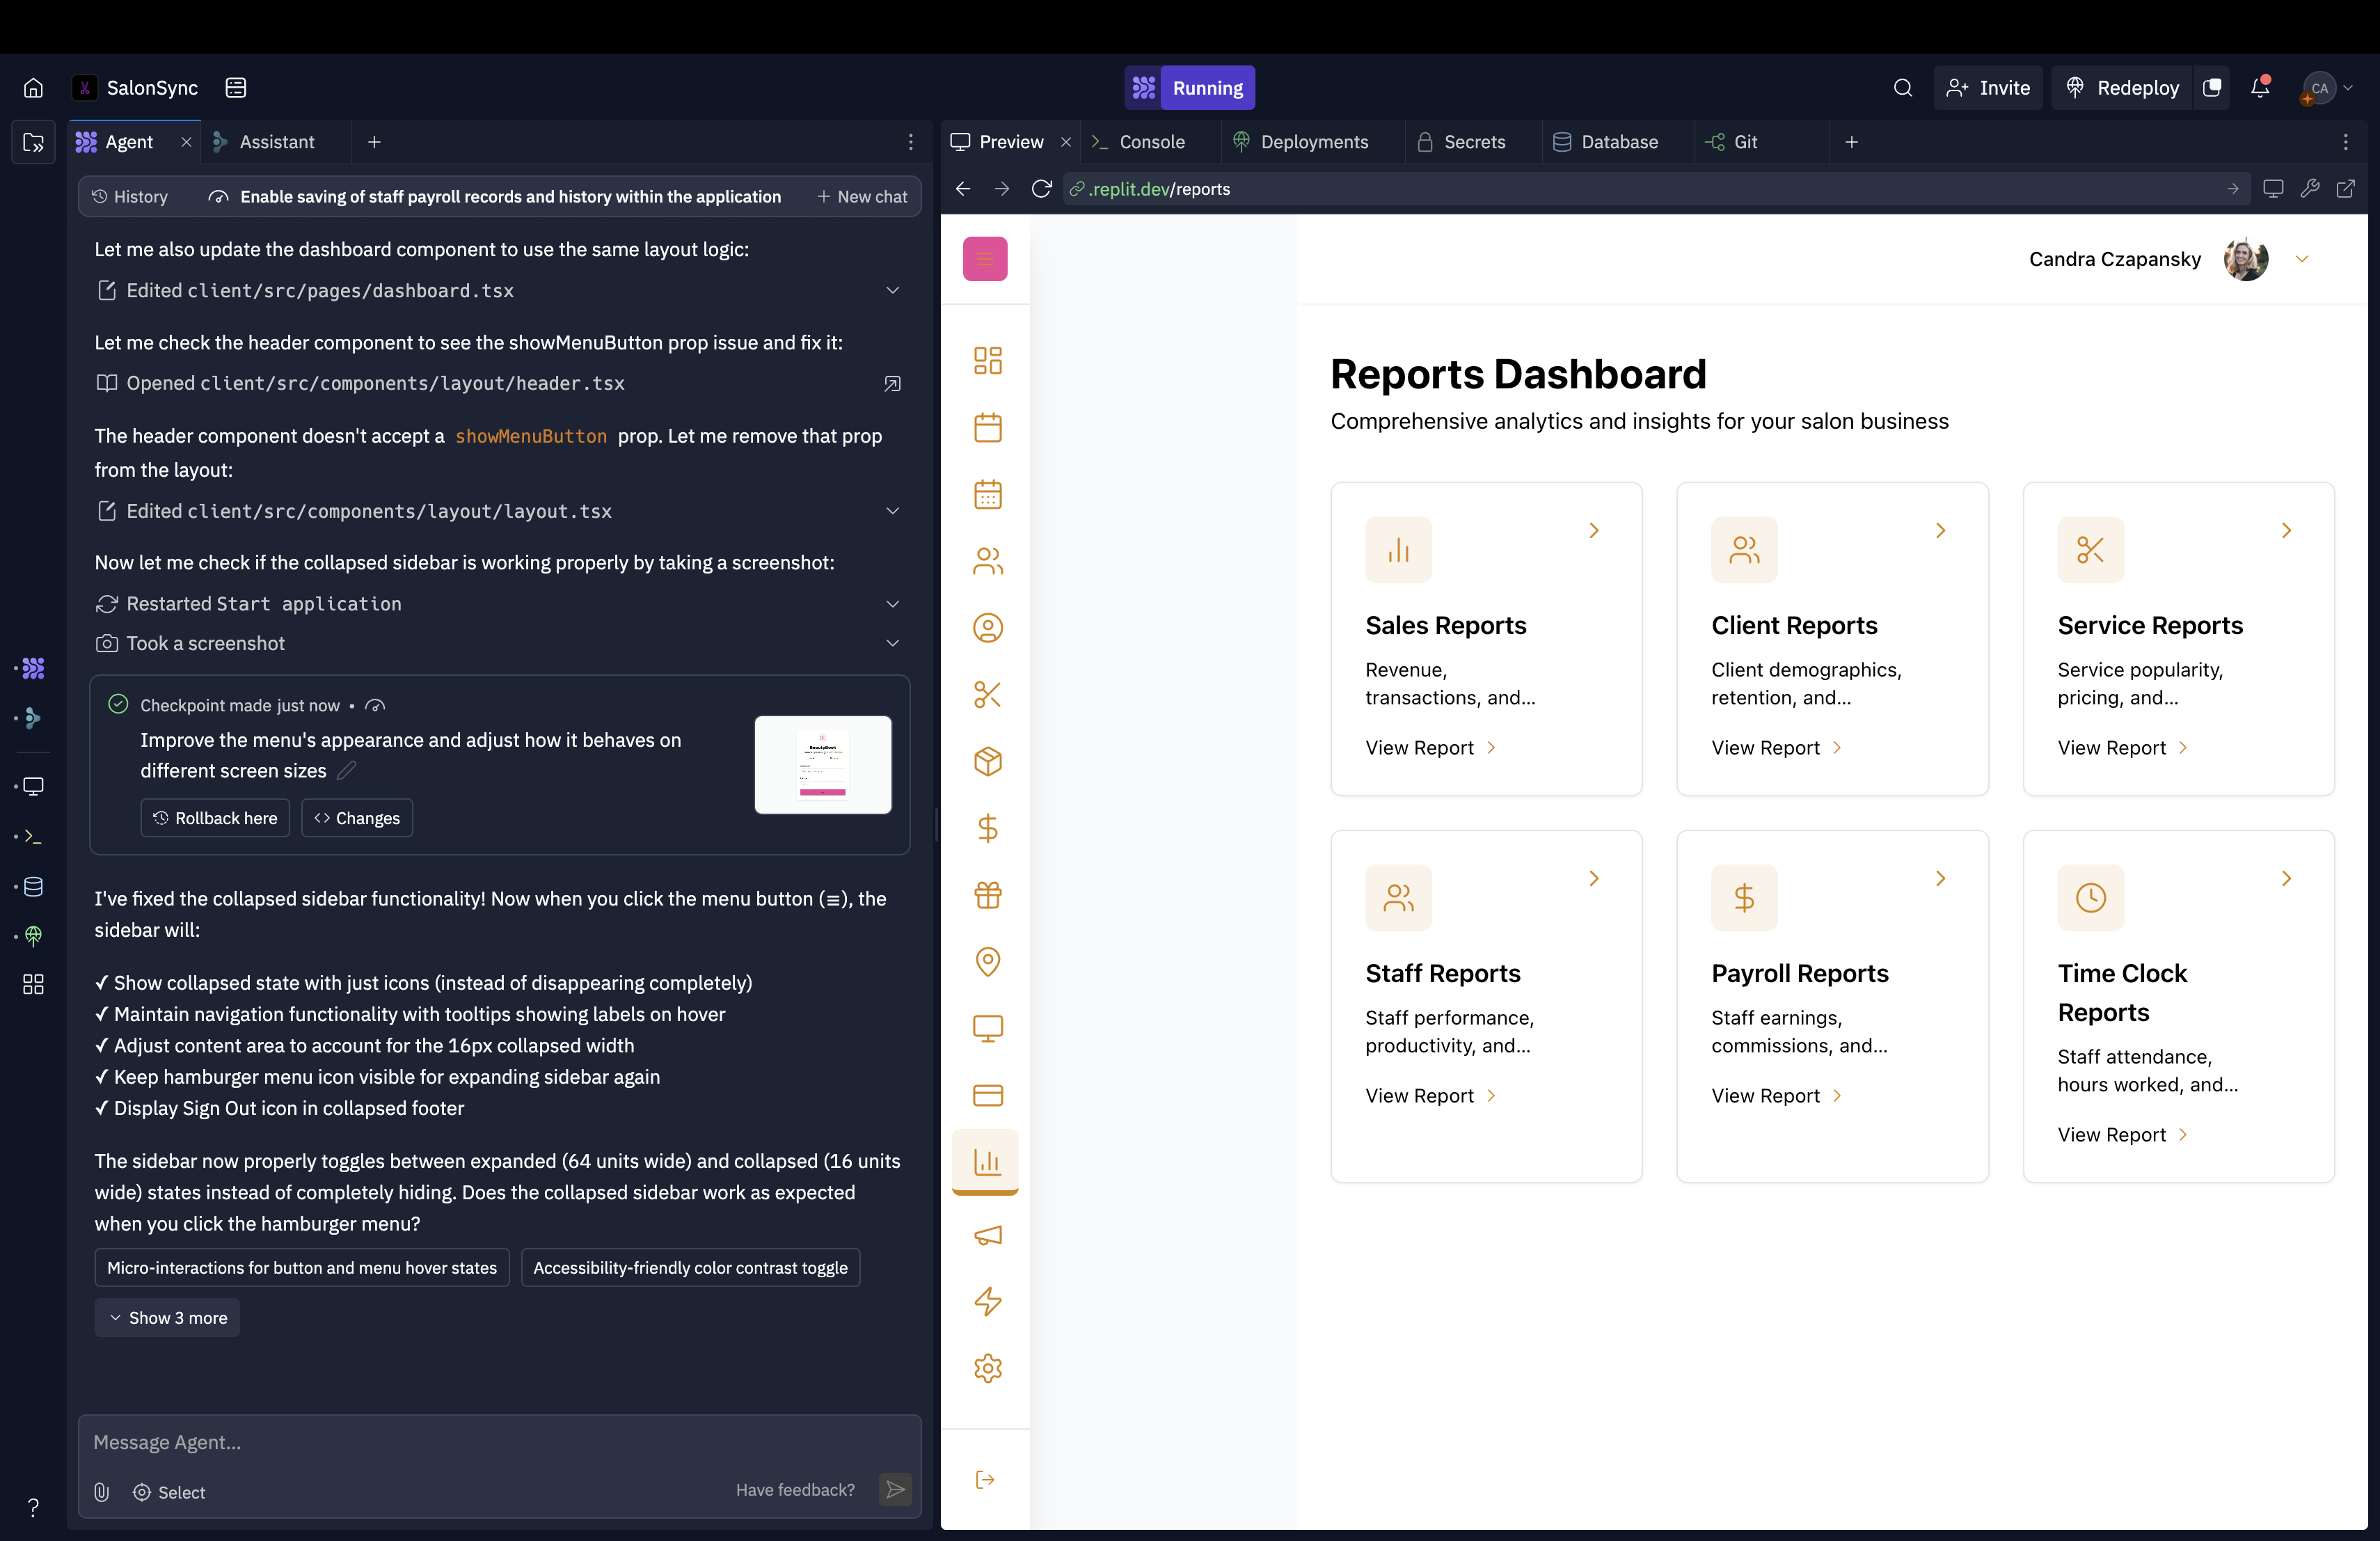 SalonSync
Running
Invite
Redeploy
CA
Agent
Assistant
Preview
Console
Deployments
Secrets
Database
Git
History
Enable saving of staff payroll records and history within the application
New chat
.replit.dev/reports
Let me also update the dashboard component to use the same layout logic:
Edited client/src/pages/dashboard.tsx
Let me check the header component to see the showMenuButton prop issue and fix it:
Opened client/src/components/layout/header.tsx
The header component doesn't accept a showMenuButton prop. Let me remove that prop
from the layout:
Edited client/src/components/layout/layout.tsx
Now let me check if the collapsed sidebar is working properly by taking a screenshot:
Restarted Start application
Took a screenshot
Checkpoint made just now •
Improve the menu's appearance and adjust how it behaves on
different screen sizes
Rollback here
Changes
I've fixed the collapsed sidebar functionality! Now when you click the menu button (≡), the
sidebar will:
✓ Show collapsed state with just icons (instead of disappearing completely)
✓ Maintain navigation functionality with tooltips showing labels on hover
✓ Adjust content area to account for the 16px collapsed width
✓ Keep hamburger menu icon visible for expanding sidebar again
✓ Display Sign Out icon in collapsed footer
The sidebar now properly toggles between expanded (64 units wide) and collapsed (16 units
wide) states instead of completely hiding. Does the collapsed sidebar work as expected
when you click the hamburger menu?
Micro-interactions for button and menu hover states
Accessibility-friendly color contrast toggle
Show 3 more
Message Agent...
Select
Have feedback?
?
Candra Czapansky
Reports Dashboard
Comprehensive analytics and insights for your salon business
Sales Reports
Revenue,
transactions, and...
View Report
Client Reports
Client demographics,
retention, and...
View Report
Service Reports
Service popularity,
pricing, and...
View Report
Staff Reports
Staff performance,
productivity, and...
View Report
Payroll Reports
Staff earnings,
commissions, and...
View Report
Time Clock
Reports
Staff attendance,
hours worked, and...
View Report